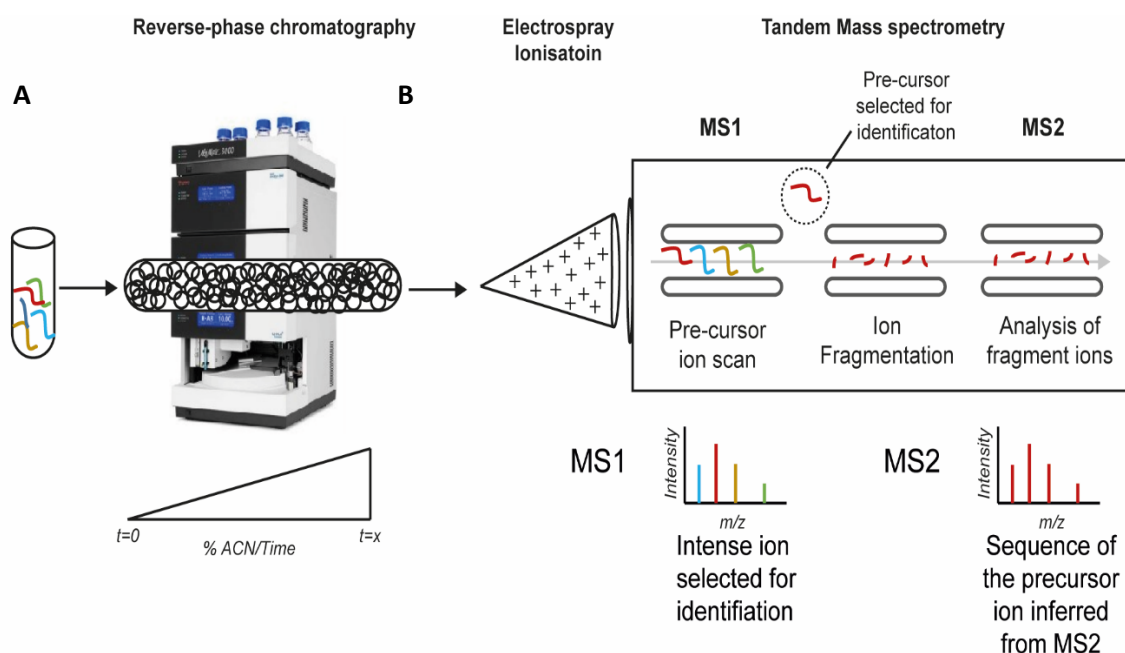 Reverse-phase chromatography
Electrospray
Ionisatoin
Tandem Mass spectrometry
A
B
Pre-cursor
selected for
identificaton
MS1
MS2
Pre-cursor
ion scan
Ion
Fragmentation
Analysis of
fragment ions
t=0
t=x
% ACN/Time
MS1
Intensity
m/z
Intense ion
selected for
identifiation
MS2
Intensity
m/z
Sequence of
the precursor
ion inferred
from MS2